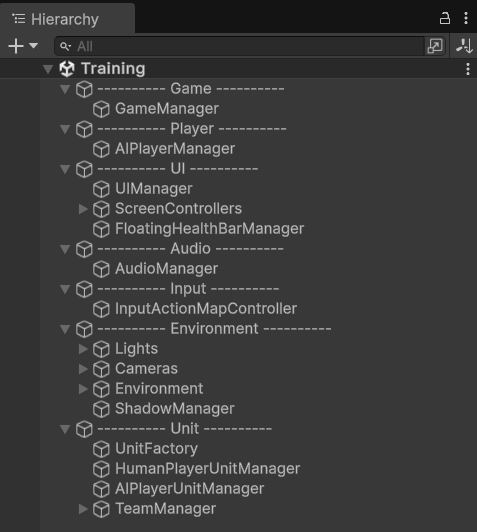 Hierarchy
All
Training
---------- Game ----------
GameManager
---------- Player ----------
AIPlayerManager
---------- UI ----------
UIManager
ScreenControllers
FloatingHealthBarManager
---------- Audio ----------
AudioManager
---------- Input ----------
InputActionMapController
---------- Environment ----------
Lights
Cameras
Environment
ShadowManager
---------- Unit ----------
UnitFactory
HumanPlayerUnitManager
AIPlayerUnitManager
TeamManager